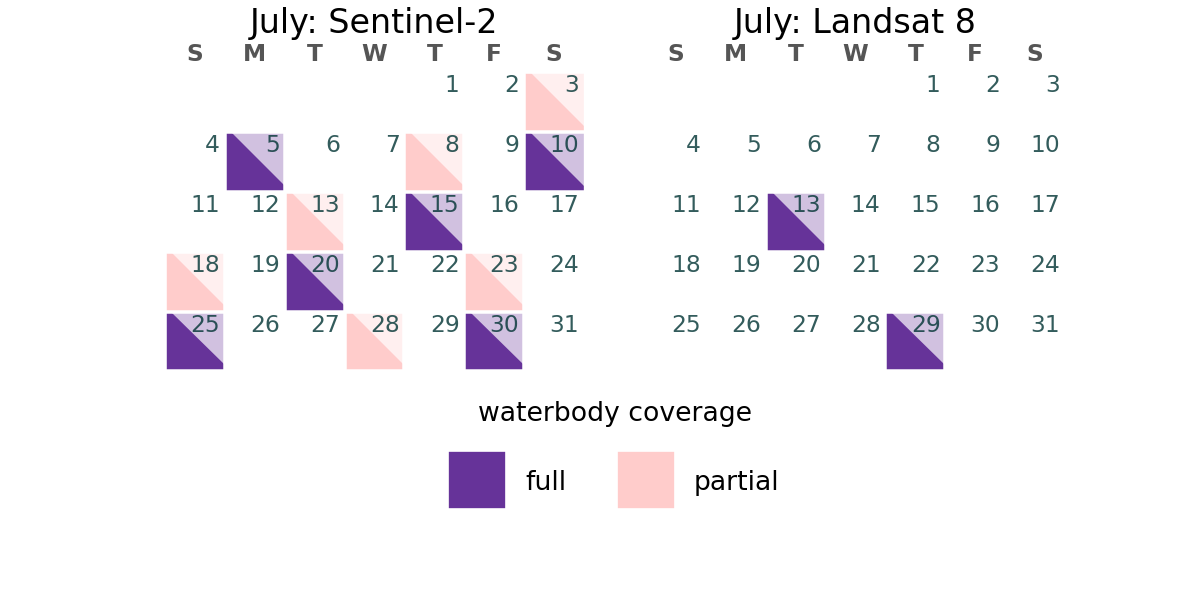 July: Sentinel-2
S M T W T F S
1 2 3
4 5 6 7 8 9 10
11 12 13 14 15 16 17
18 19 20 21 22 23 24
25 26 27 28 29 30 31
July: Landsat 8
S M T W T F S
1 2 3
4 5 6 7 8 9 10
11 12 13 14 15 16 17
18 19 20 21 22 23 24
25 26 27 28 29 30 31
waterbody coverage
full
partial